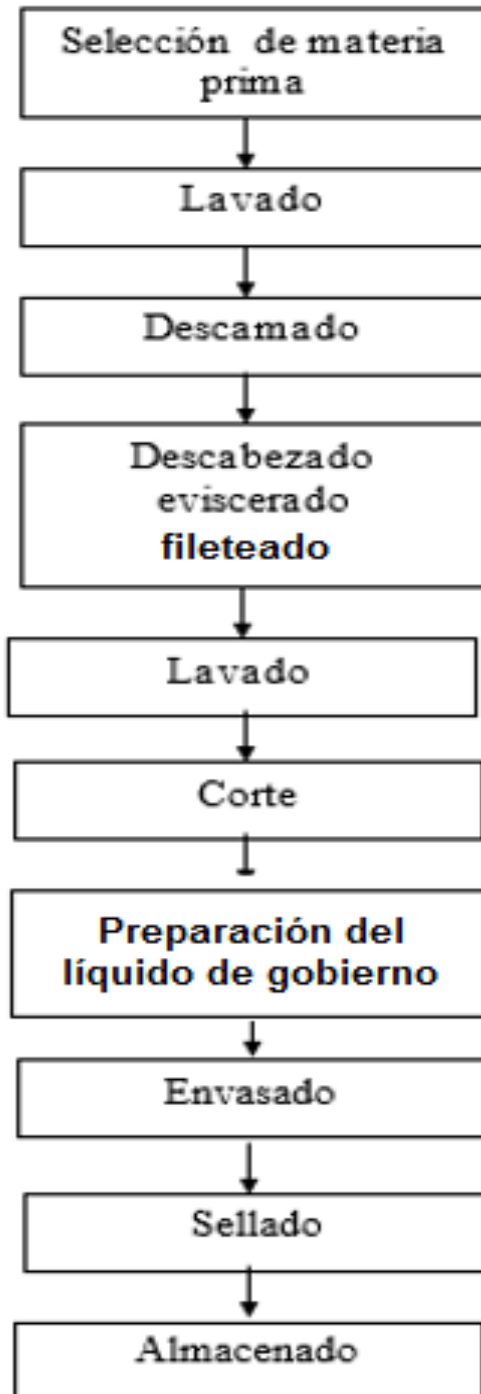 Selección de materia
prima
Lavado
Descamado
Descabezado
eviscerado
fileteado
Lavado
Corte
Preparación del
líquido de gobierno
Envasado
Sellado
Almacenado